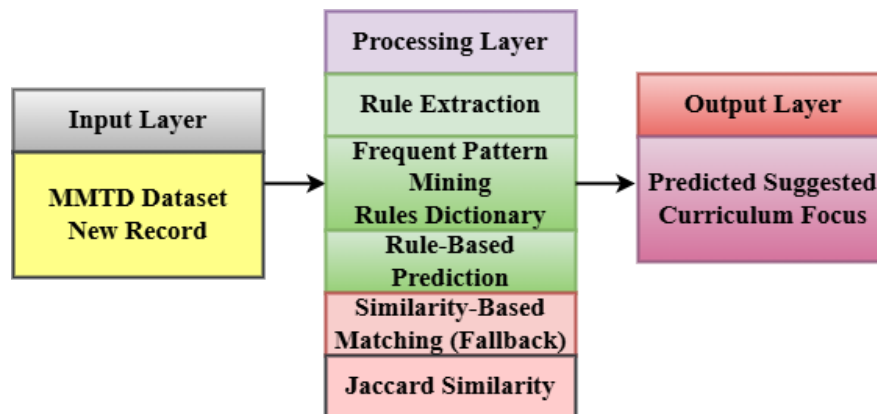 Input Layer
MMTD Dataset
New Record
Processing Layer
Rule Extraction
Frequent Pattern
Mining
Rules Dictionary
Rule-Based
Prediction
Similarity-Based
Matching (Fallback)
Jaccard Similarity
Output Layer
Predicted Suggested
Curriculum Focus